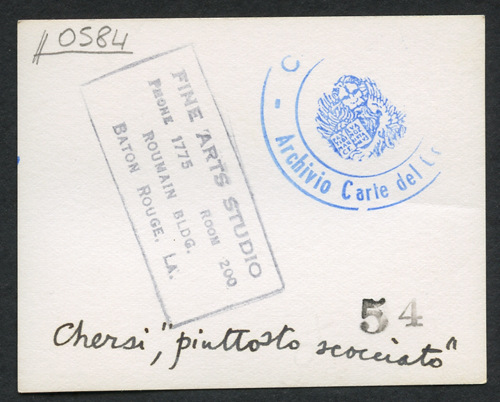 0584
FINE ARTS STUDIO
ROOM 200
PHONE 1775
ROUMAIN BLDG.
BATON ROUGE, LA.
Archivio Carte del
54
Chersi, "piuttosto scocciato"